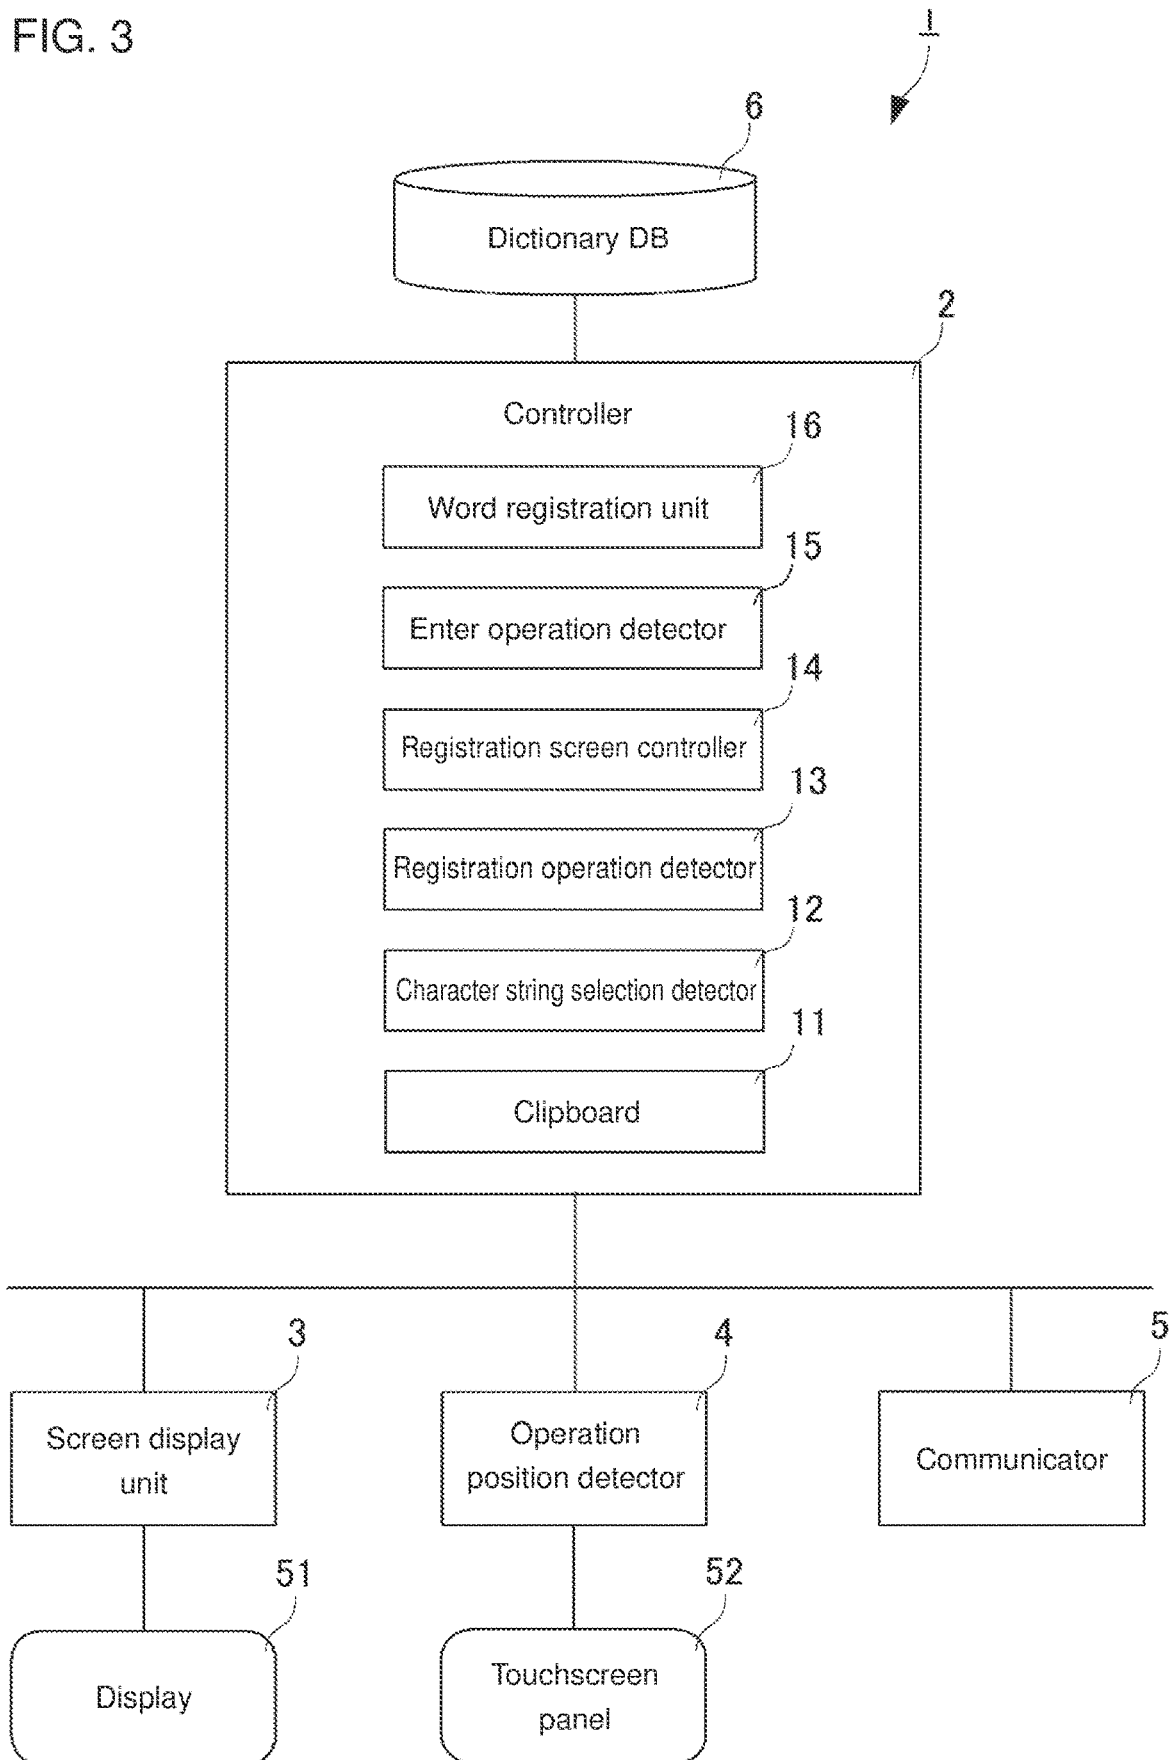 FIG. 3
1
6
Dictionary DB
2
Controller
16
Word registration unit
15
Enter operation detector
14
Registration screen controller
13
Registration operation detector
12
Character string selection detector
11
Clipboard
3
4
5
Screen display
unit
Operation
position detector
Communicator
51
52
Display
Touchscreen
panel